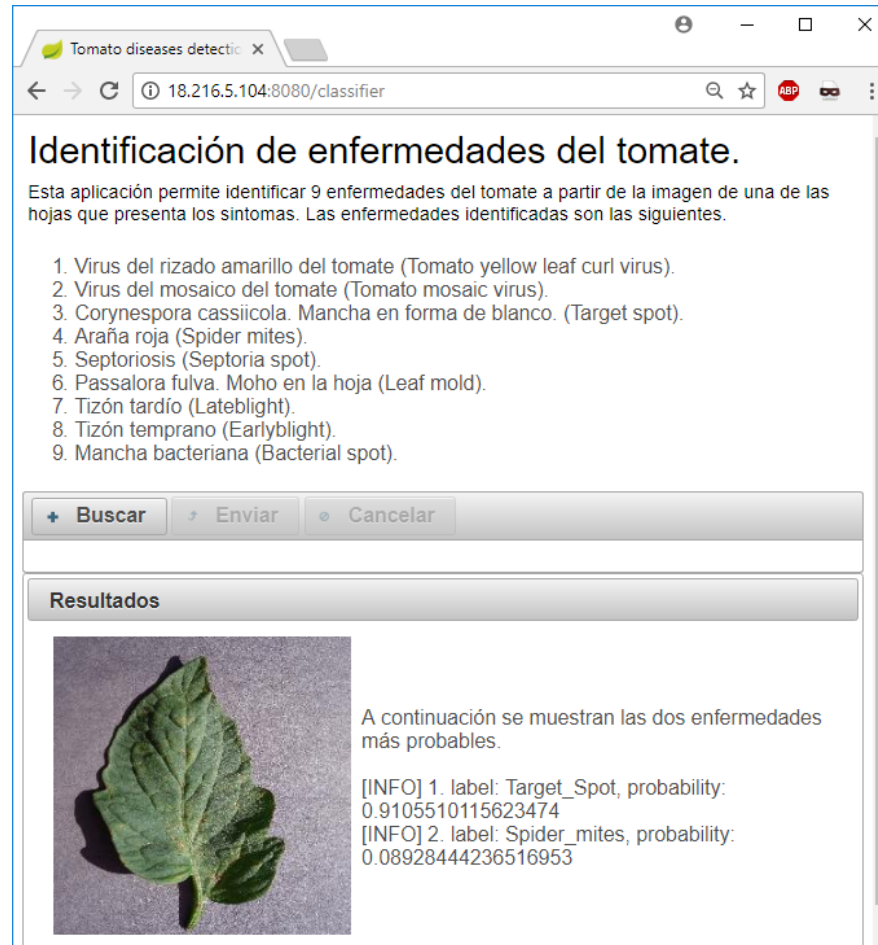 Tomato diseases detectic
18.216.5.104:8080/classifier
ABP
Identificación de enfermedades del tomate.
Esta aplicación permite identificar 9 enfermedades del tomate a partir de la imagen de una de las
hojas que presenta los sintomas. Las enfermedades identificadas son las siguientes.
1. Virus del rizado amarillo del tomate (Tomato yellow leaf curl virus).
2. Virus del mosaico del tomate (Tomato mosaic virus).
3. Corynespora cassiicola. Mancha en forma de blanco. (Target spot).
4. Araña roja (Spider mites).
5. Septoriosis (Septoria spot).
6. Passalora fulva. Moho en la hoja (Leaf mold).
7. Tizón tardío (Lateblight).
8. Tizón temprano (Earlyblight).
9. Mancha bacteriana (Bacterial spot).
Buscar Enviar Cancelar
Resultados
A continuación se muestran las dos enfermedades
más probables.
[INFO] 1. label: Target_Spot, probability:
0.9105510115623474
[INFO] 2. label: Spider_mites, probability:
0.08928444236516953